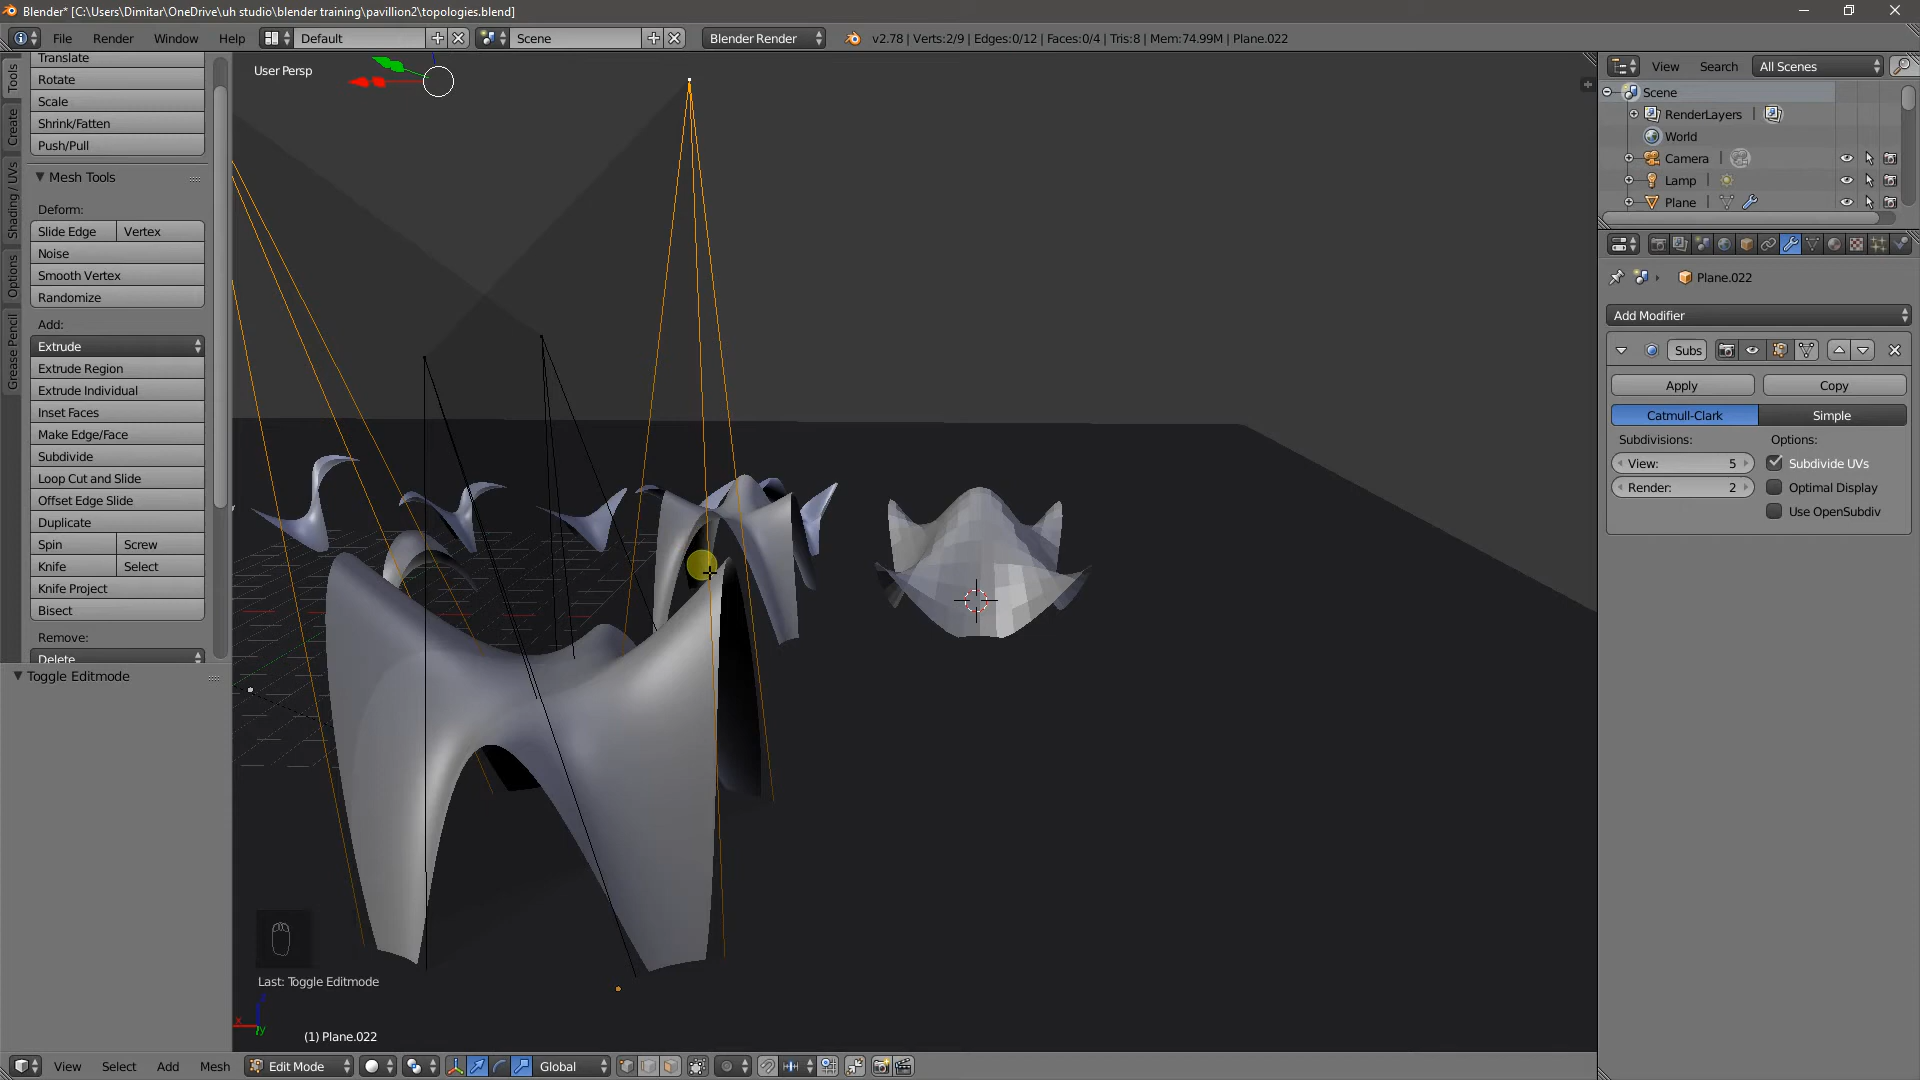 Blender* [C:\Users\Dimitar\OneDrive\uh studio\blender training\pavillion2\topologies.blend]
File Render Window Help Default Scene Blender Render v2.78 | Verts:2/9 | Edges:0/12 | Faces:0/4 | Tris:8 | Mem:74.99M | Plane.022
Tools
Create
Shading / UVs
Options
Grease Pencil
Translate
Rotate
Scale
Shrink/Fatten
Push/Pull
Mesh Tools
Deform:
Slide Edge Vertex
Noise
Smooth Vertex
Randomize
Add:
Extrude
Extrude Region
Extrude Individual
Inset Faces
Make Edge/Face
Subdivide
Loop Cut and Slide
Offset Edge Slide
Duplicate
Spin Screw
Knife Select
Knife Project
Bisect
Remove:
Delete
Toggle Editmode
User Persp
Last: Toggle Editmode
x
y
(1) Plane.022
View Select Add Mesh Edit Mode Global
View Search All Scenes
Scene
RenderLayers
World
Camera
Lamp
Plane
Plane.022
Add Modifier
Subs
Apply Copy
Catmull-Clark Simple
Subdivisions: Options:
View: 5 Subdivide UVs
Render: 2 Optimal Display
Use OpenSubdiv